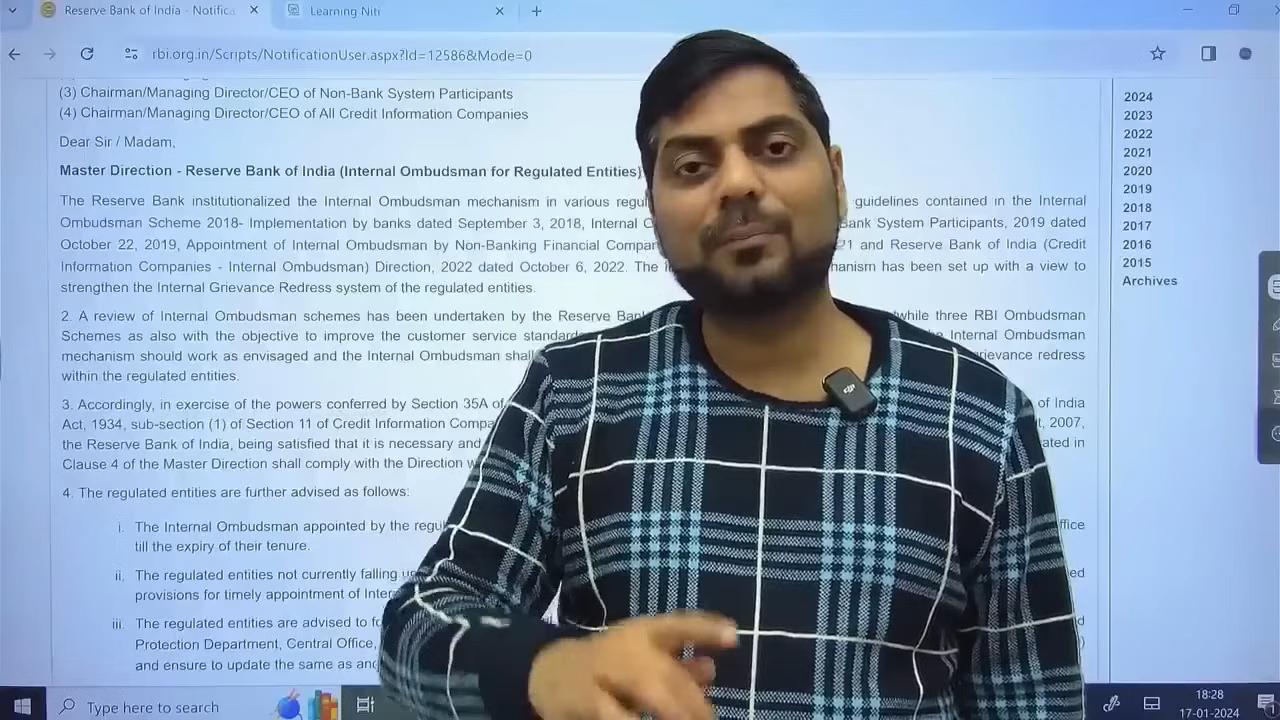 Reserve Bank of India - Notifica
Learning Niti
rbi.org.in/Scripts/NotificationUser.aspx?Id=12586&Mode=0
(3) Chairman/Managing Director/CEO of Non-Bank System Participants
(4) Chairman/Managing Director/CEO of All Credit Information Companies
Dear Sir / Madam,
Master Direction - Reserve Bank of India (Internal Ombudsman for Regulated Entities)
The Reserve Bank institutionalized the Internal Ombudsman mechanism in various guidelines contained in the Internal
Ombudsman Scheme 2018- Implementation by banks dated September 3, 2018, Internal Bank System Participants, 2019 dated
October 22, 2019, Appointment of Internal Ombudsman by Non-Banking Financial 21 and Reserve Bank of India (Credit
Information Companies - Internal Ombudsman) Direction, 2022 dated October 6, 2022. The has been set up with a view to
strengthen the Internal Grievance Redress system of the regulated entities.
2. A review of Internal Ombudsman schemes has been undertaken by the Reserve three RBI Ombudsman
Schemes as also with the objective to improve the customer service Internal Ombudsman
mechanism should work as envisaged and the Internal Ombudsman redress
within the regulated entities.
3. Accordingly, in exercise of the powers conferred by Section 35A of of India
Act, 1934, sub-section (1) of Section 11 of Credit Information 2007,
the Reserve Bank of India, being satisfied that it is necessary and in
Clause 4 of the Master Direction shall comply with the Direction
4. The regulated entities are further advised as follows:
i. The Internal Ombudsman appointed by the
till the expiry of their tenure.
ii. The regulated entities not currently falling
provisions for timely appointment of
iii. The regulated entities are advised to
Protection Department, Central Office,
and ensure to update the same as
2024
2023
2022
2021
2020
2019
2018
2017
2016
2015
Archives
dji
Type here to search
18:28
17-01-2024